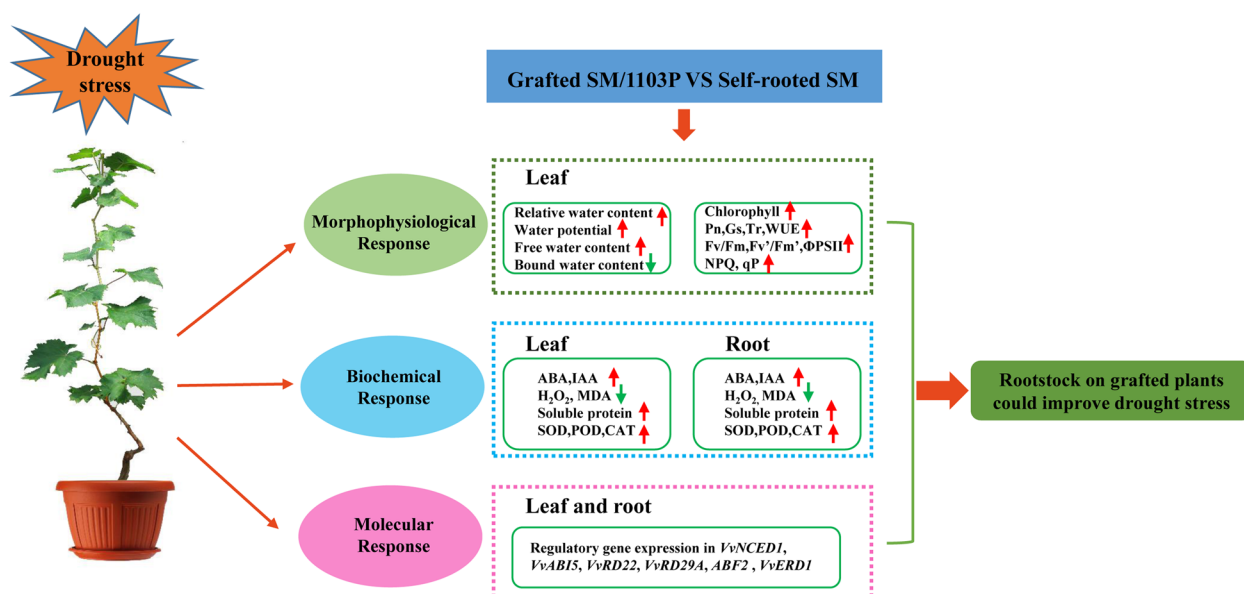 Drought
stress
Grafted SM/1103P VS Self-rooted SM
Morphophysiological
Response
Leaf
Relative water content
Water potential
Free water content
Bound water content
Chlorophyll
Pn,Gs,Tr,WUE
Fv/Fm,Fv'/Fm',ΦPSII
NPQ, qP
Biochemical
Response
Leaf
ABA,IAA
H₂O₂, MDA
Soluble protein
SOD,POD,CAT
Root
ABA,IAA
H₂O₂, MDA
Soluble protein
SOD,POD,CAT
Molecular
Response
Leaf and root
Regulatory gene expression in VvNCED1,
VvABI5, VvRD22, VvRD29A, ABF2 , VvERD1
Rootstock on grafted plants
could improve drought stress